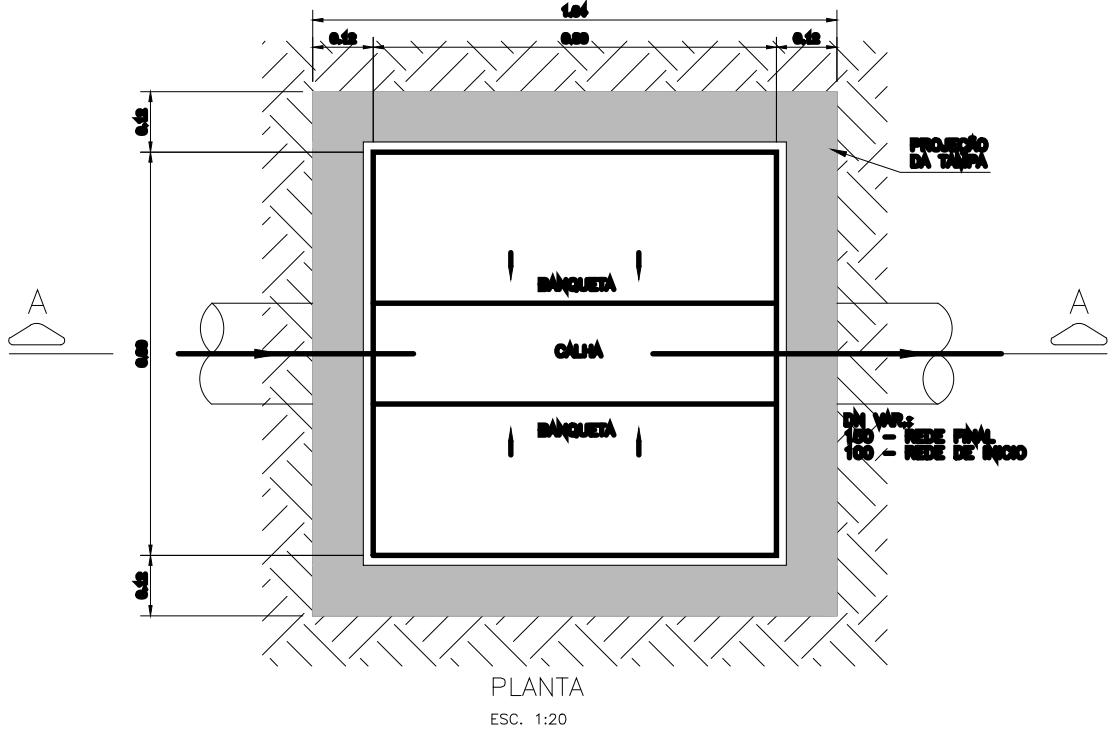 1.04
0.12
0.80
0.12
0.12
PROJEÇÃO
DA TAMPA
BANQUETA
A
A
0.80
CALHA
BANQUETA
DN VAR.:
150 - REDE FINAL
100 - REDE DE INICIO
0.12
PLANTA
ESC. 1:20